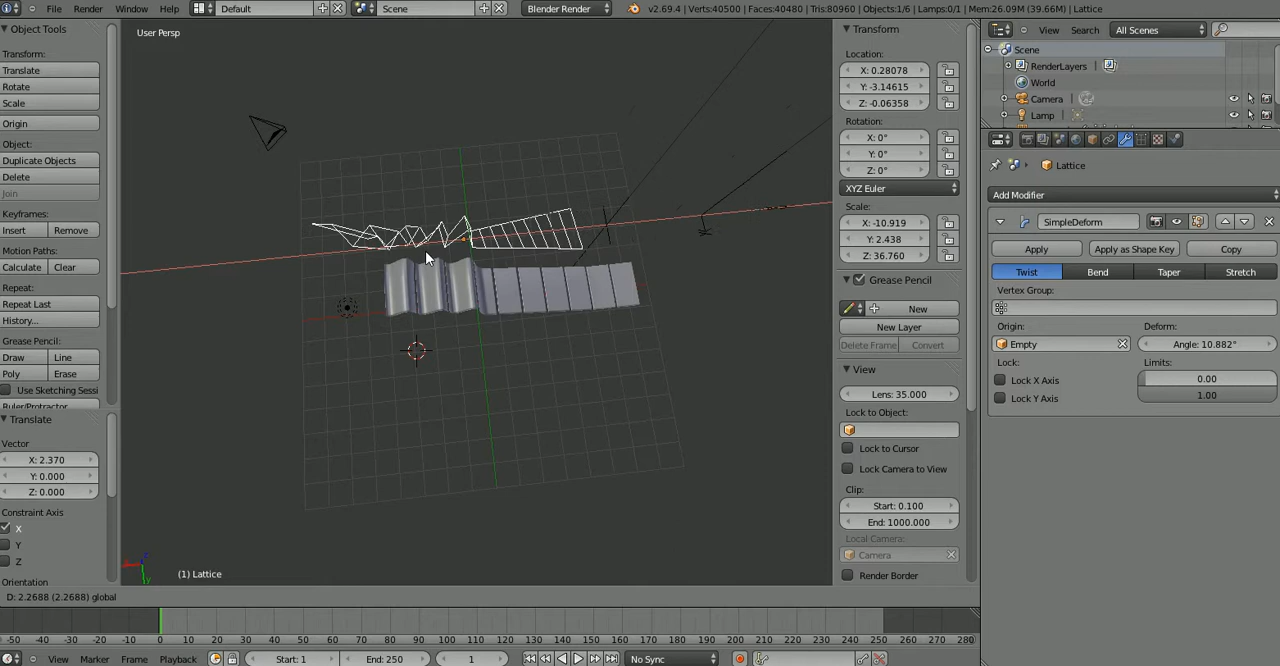 File Render Window Help Default Scene Blender Render v2.69.4 | Verts:40500 | Faces:40480 | Tris:80960 | Objects:1/6 | Lamps:0/1 | Mem:26.09M (39.66M) | Lattice
Object Tools
Transform:
Translate
Rotate
Scale
Origin
Object:
Duplicate Objects
Delete
Join
Keyframes:
Insert Remove
Motion Paths:
Calculate Clear
Repeat:
Repeat Last
History...
Grease Pencil:
Draw Line
Poly Erase
Use Sketching Sessi
Ruler/Protractor
Translate
Vector
X: 2.370
Y: 0.000
Z: 0.000
Constraint Axis
X
Y
Z
Orientation
User Persp
(1) Lattice
D: 2.2688 (2.2688) global
Transform
Location:
X: 0.28078
Y: -3.14615
Z: -0.06358
Rotation:
X: 0°
Y: 0°
Z: 0°
XYZ Euler
Scale:
X: -10.919
Y: 2.438
Z: 36.760
Grease Pencil
New
New Layer
Delete Frame Convert
View
Lens: 35.000
Lock to Object:
Lock to Cursor
Lock Camera to View
Clip:
Start: 0.100
End: 1000.000
Local Camera:
Camera
Render Border
View Search All Scenes
Scene
RenderLayers
World
Camera
Lamp
Lattice
Add Modifier
SimpleDeform
Apply Apply as Shape Key Copy
Twist Bend Taper Stretch
Vertex Group:
Origin: Deform:
Empty Angle: 10.882°
Lock: Limits:
Lock X Axis 0.00
Lock Y Axis 1.00
-50 -40 -30 -20 -10 0 10 20 30 40 50 60 70 80 90 100 110 120 130 140 150 160 170 180 190 200 210 220 230 240 250 260 270 280
View Marker Frame Playback Start: 1 End: 250 1 No Sync